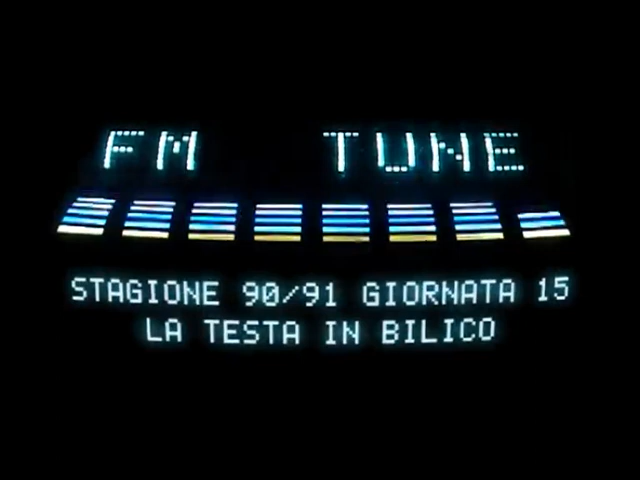 FM TUNE
STAGIONE 90/91 GIORNATA 15
LA TESTA IN BILICO